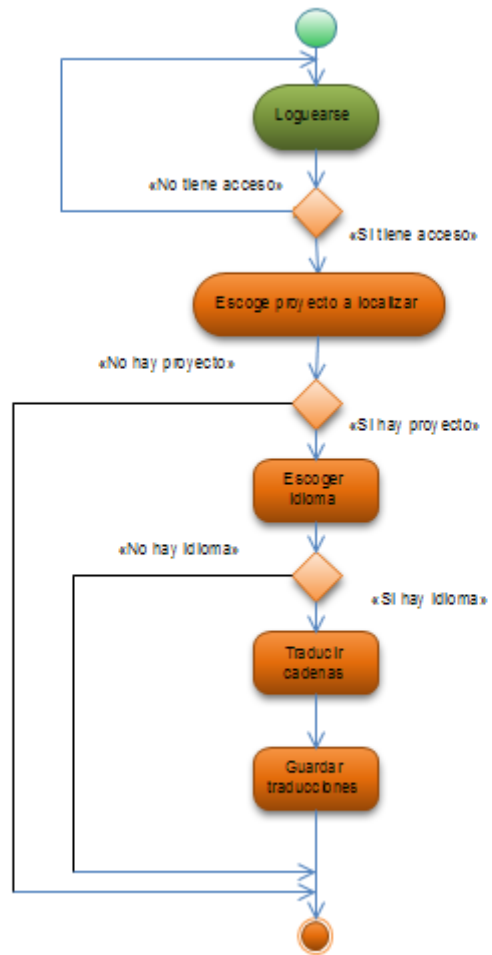 Loguearse
«No tiene acceso»
«Si tiene acceso»
Escoge proyecto a localizar
«No hay proyecto»
«Si hay proyecto»
Escoger
idioma
«No hay idioma»
«Si hay idioma»
Traducir
cadenas
Guardar
traducciones